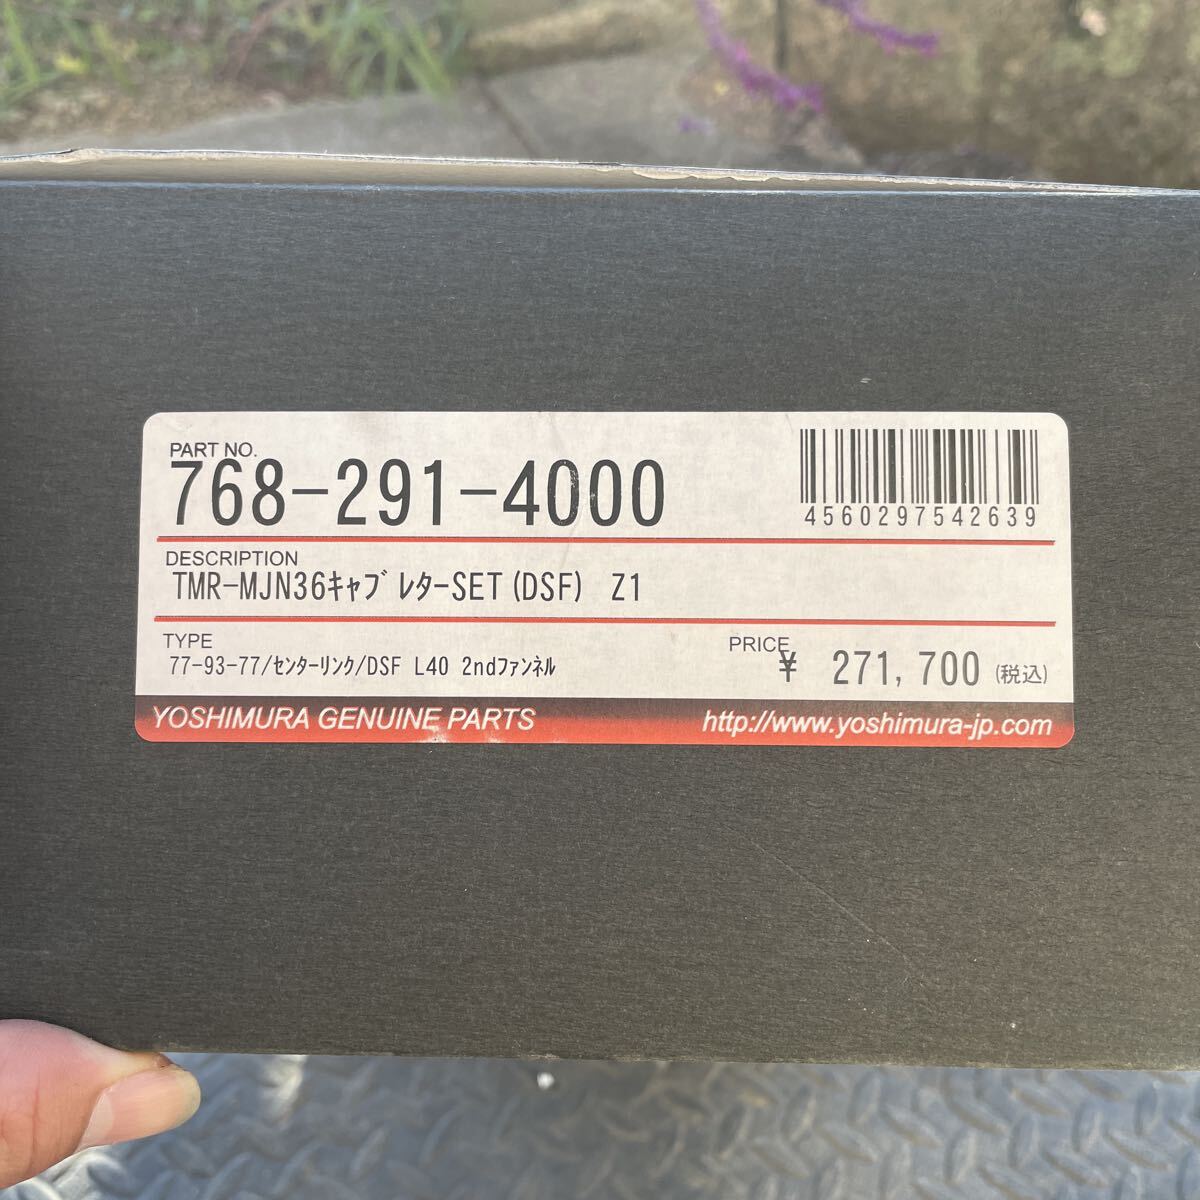 PART NO.
768-291-4000
4560297542639
DESCRIPTION
TMR-MJN36ｷｬﾌﾞﾚﾀｰSET(DSF) Z1
TYPE
77-93-77/ｾﾝﾀｰﾘﾝｸ/DSF L40 2ndﾌｧﾝﾈﾙ
PRICE
¥ 271,700 (税込)
YOSHIMURA GENUINE PARTS
http://www.yoshimura-jp.com